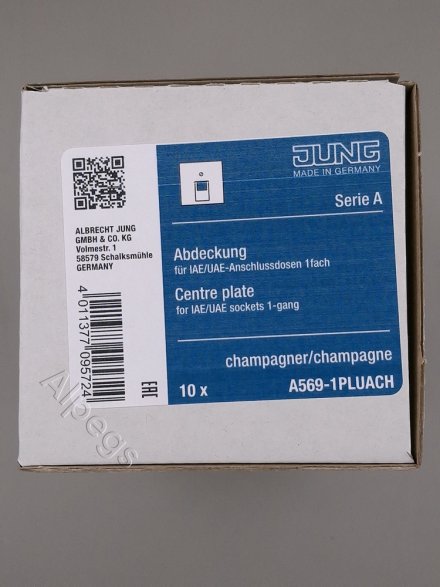 JUNG
MADE IN GERMANY
Serie A
ALBRECHT JUNG
GMBH & CO. KG
Volmestr. 1
58579 Schalksmühle
GERMANY
Abdeckung
für IAE/UAE-Anschlussdosen 1fach
Centre plate
for IAE/UAE sockets 1-gang
4 011377 095724
EAC
champagner/champagne
10 x
A569-1PLUACH
Alpegs